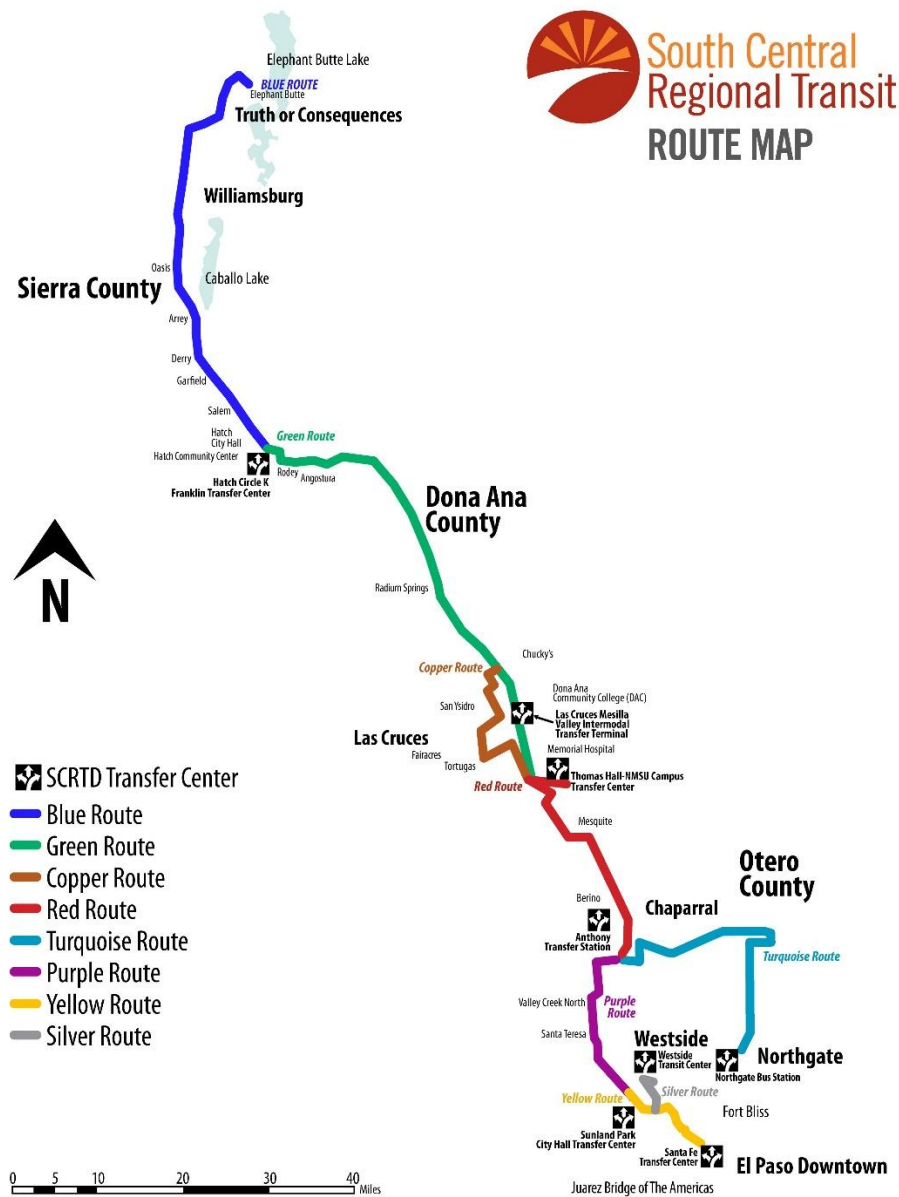 South Central
Regional Transit
ROUTE MAP
Elephant Butte Lake
BLUE ROUTE
Elephant Butte
Truth or Consequences
Williamsburg
Oasis
Caballo Lake
Sierra County
Arrey
Derry
Garfield
Salem
Hatch
City Hall
Green Route
Hatch Community Center
Hatch Circle K
Franklin Transfer Center
Rodey
Angostura
Dona Ana
County
N
Radium Springs
Chucky's
Copper Route
Dona Ana
Community College (DAC)
San Ysidro
Las Cruces Mesilla
Valley Intermodal
Transfer Terminal
Las Cruces
Fairacres
Tortugas
Memorial Hospital
Thomas Hall-NMSU Campus
Transfer Center
Red Route
Mesquite
SCRTD Transfer Center
Blue Route
Green Route
Copper Route
Red Route
Turquoise Route
Purple Route
Yellow Route
Silver Route
Otero
County
Berino
Chaparral
Anthony
Transfer Station
Turquoise Route
Valley Creek North
Purple
Route
Santa Teresa
Westside
Westside
Transit Center
Northgate
Northgate Bus Station
Silver Route
Yellow Route
Fort Bliss
Sunland Park
City Hall Transfer Center
Santa Fe
Transfer Center
El Paso Downtown
Juarez Bridge of The Americas
0 5 10 20 30 40
Miles